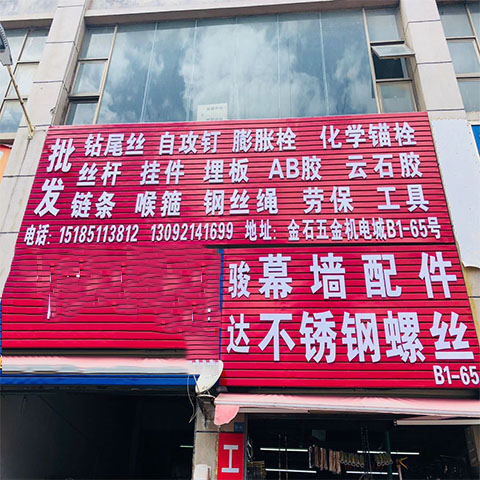 批发
钻尾丝 自攻钉 膨胀栓 化学锚栓
丝杆 挂件 埋板 AB胶 云石胶
链条 喉箍 钢丝绳 劳保 工具
电话: 15185113812 13092141699 地址: 金石五金机电城B1-65号
骏达
幕墙配件
不锈钢螺丝
B1-65
工